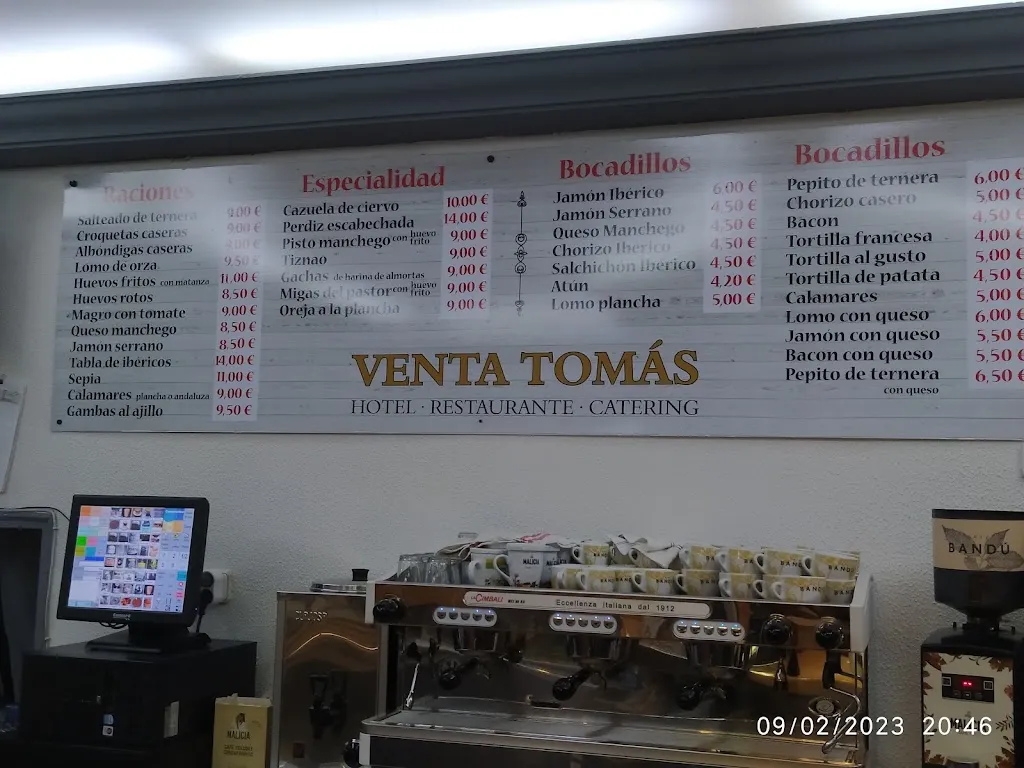 Raciones
Salteado de ternera 9,00 €
Croquetas caseras 9,00 €
Albóndigas caseras 9,00 €
Lomo de orza 9,50 €
Huevos fritos con matanza 11,00 €
Huevos rotos 8,50 €
Magro con tomate 9,00 €
Queso manchego 8,50 €
Jamón serrano 8,50 €
Tabla de ibéricos 14,00 €
Sepia 11,00 €
Calamares plancha o andaluza 9,00 €
Gambas al ajillo 9,50 €
Especialidad
Cazuela de ciervo 10,00 €
Perdiz escabechada 14,00 €
Pisto manchego con huevo frito 9,00 €
Tiznao 9,00 €
Gachas de harina de almortas 9,00 €
Migas del pastor con huevo frito 9,00 €
Oreja a la plancha 9,00 €
Bocadillos
Jamón Ibérico 6,00 €
Jamón Serrano 4,50 €
Queso Manchego 4,50 €
Chorizo Ibérico 4,50 €
Salchichón Ibérico 4,50 €
Atún 4,20 €
Lomo plancha 5,00 €
Bocadillos
Pepito de ternera 6,00 €
Chorizo casero 5,00 €
Bacon 4,50 €
Tortilla francesa 4,00 €
Tortilla al gusto 5,00 €
Tortilla de patata 4,50 €
Calamares 5,00 €
Lomo con queso 6,00 €
Jamón con queso 5,50 €
Bacon con queso 5,50 €
Pepito de ternera 6,50 €
con queso
VENTA TOMÁS
HOTEL · RESTAURANTE · CATERING
BANDÚ
MALICIA
LA CIMBALI
Eccellenza italiana dal 1912
MALICIA
09/02/2023 20:46